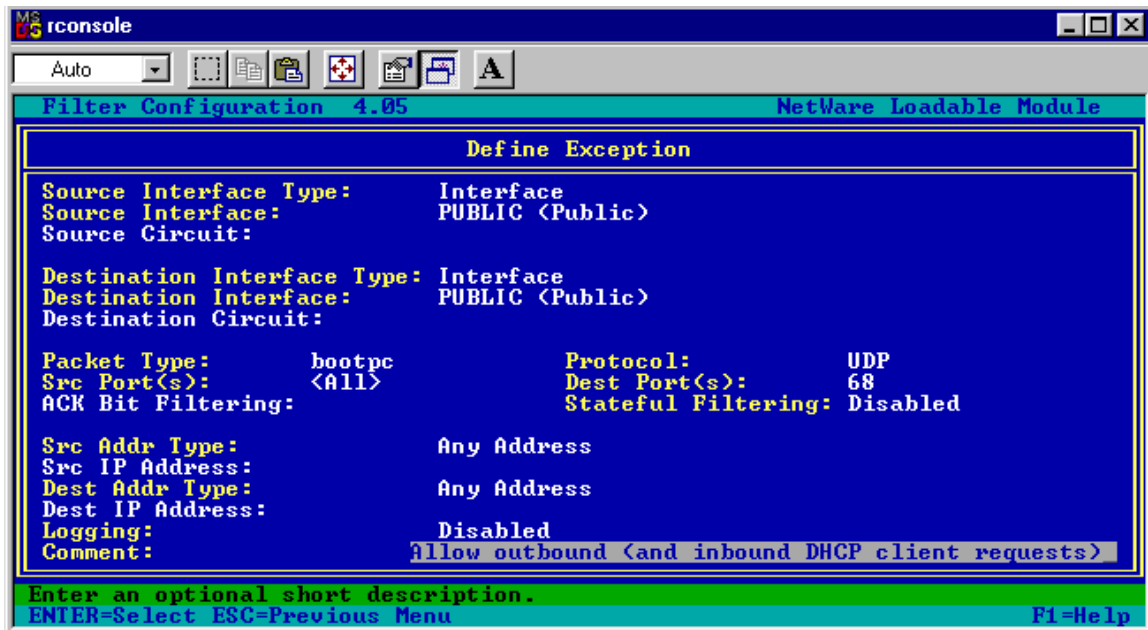 rconsole
Auto A
Filter Configuration 4.05 NetWare Loadable Module
Define Exception
Source Interface Type: Interface
Source Interface: PUBLIC (Public)
Source Circuit:
Destination Interface Type: Interface
Destination Interface: PUBLIC (Public)
Destination Circuit:
Packet Type: bootpc Protocol: UDP
Src Port(s): <All> Dest Port(s): 68
ACK Bit Filtering: Stateful Filtering: Disabled
Src Addr Type: Any Address
Src IP Address:
Dest Addr Type: Any Address
Dest IP Address:
Logging: Disabled
Comment: Allow outbound (and inbound DHCP client requests)_
Enter an optional short description.
ENTER=Select ESC=Previous Menu F1=Help